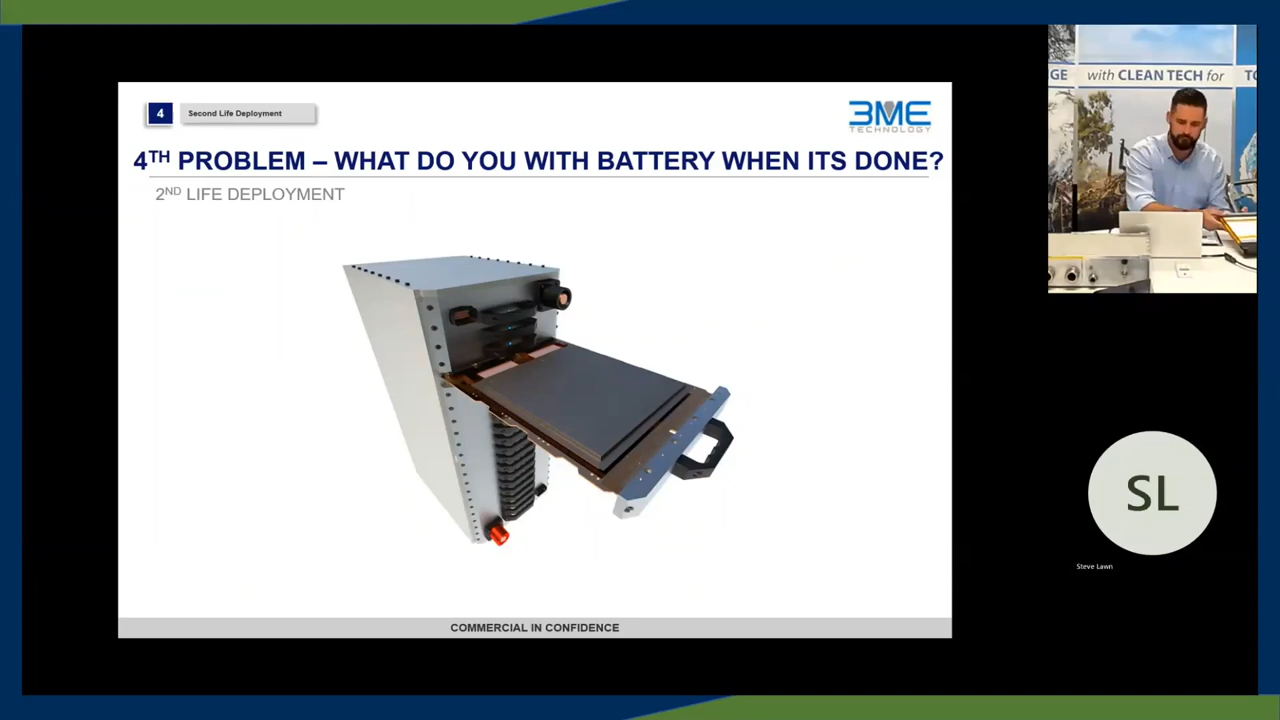 4
Second Life Deployment
3ME
TECHNOLOGY
4TH PROBLEM – WHAT DO YOU WITH BATTERY WHEN ITS DONE?
2ND LIFE DEPLOYMENT
COMMERCIAL IN CONFIDENCE
GE with CLEAN TECH for TO
SL
Steve Lawn